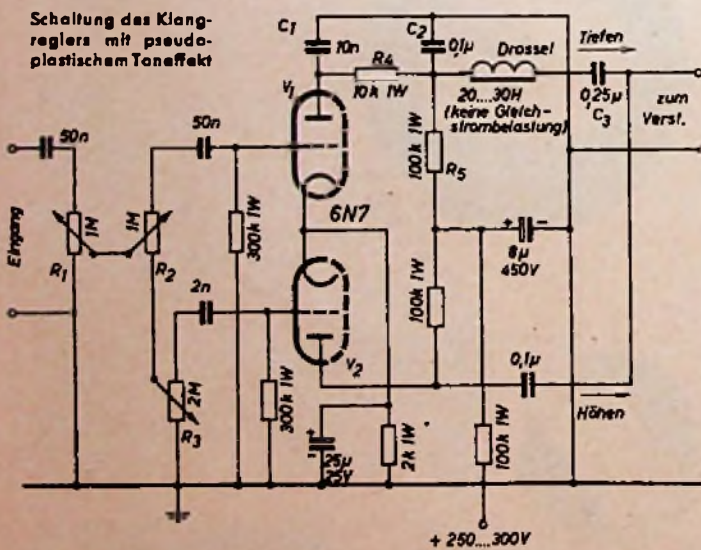 Schaltung des Klang-
reglers mit pseudo-
plastischem Toneffekt
C1
10n
C2
0,1µ
Drossel
Tiefen
R4
10k 1W
20....30H
(keine Gleich-
strombelastung)
0,25µ
C3
zum
Verst.
V1
50n
50n
100k 1W
R5
6N7
Eingang
1M
R1
1M
R2
300k 1W
+ -
8µ
450V
2n
100k 1W
V2
2M
R3
300k 1W
0,1µ
Höhen
+
-
25µ
25V
2k 1W
100k 1W
+ 250....300V